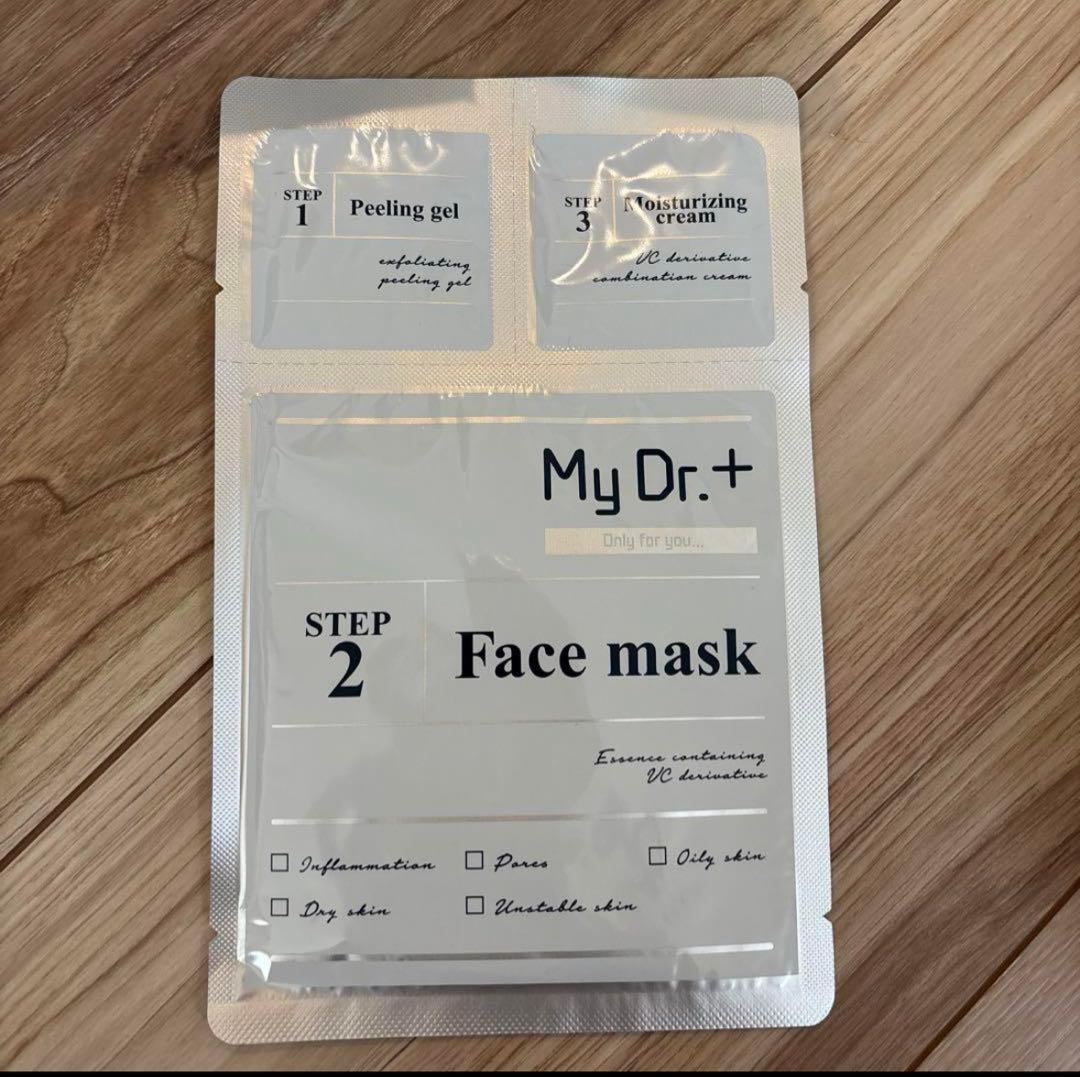 STEP
1
Peeling gel
exfoliating
peeling gel
STEP
3
Moisturizing
cream
VC derivative
combination cream
My Dr.+
Only for you...
STEP
2
Face mask
Essence containing
VC derivative
☐ Inflammation ☐ Pores ☐ Oily skin
☐ Dry skin ☐ Unstable skin